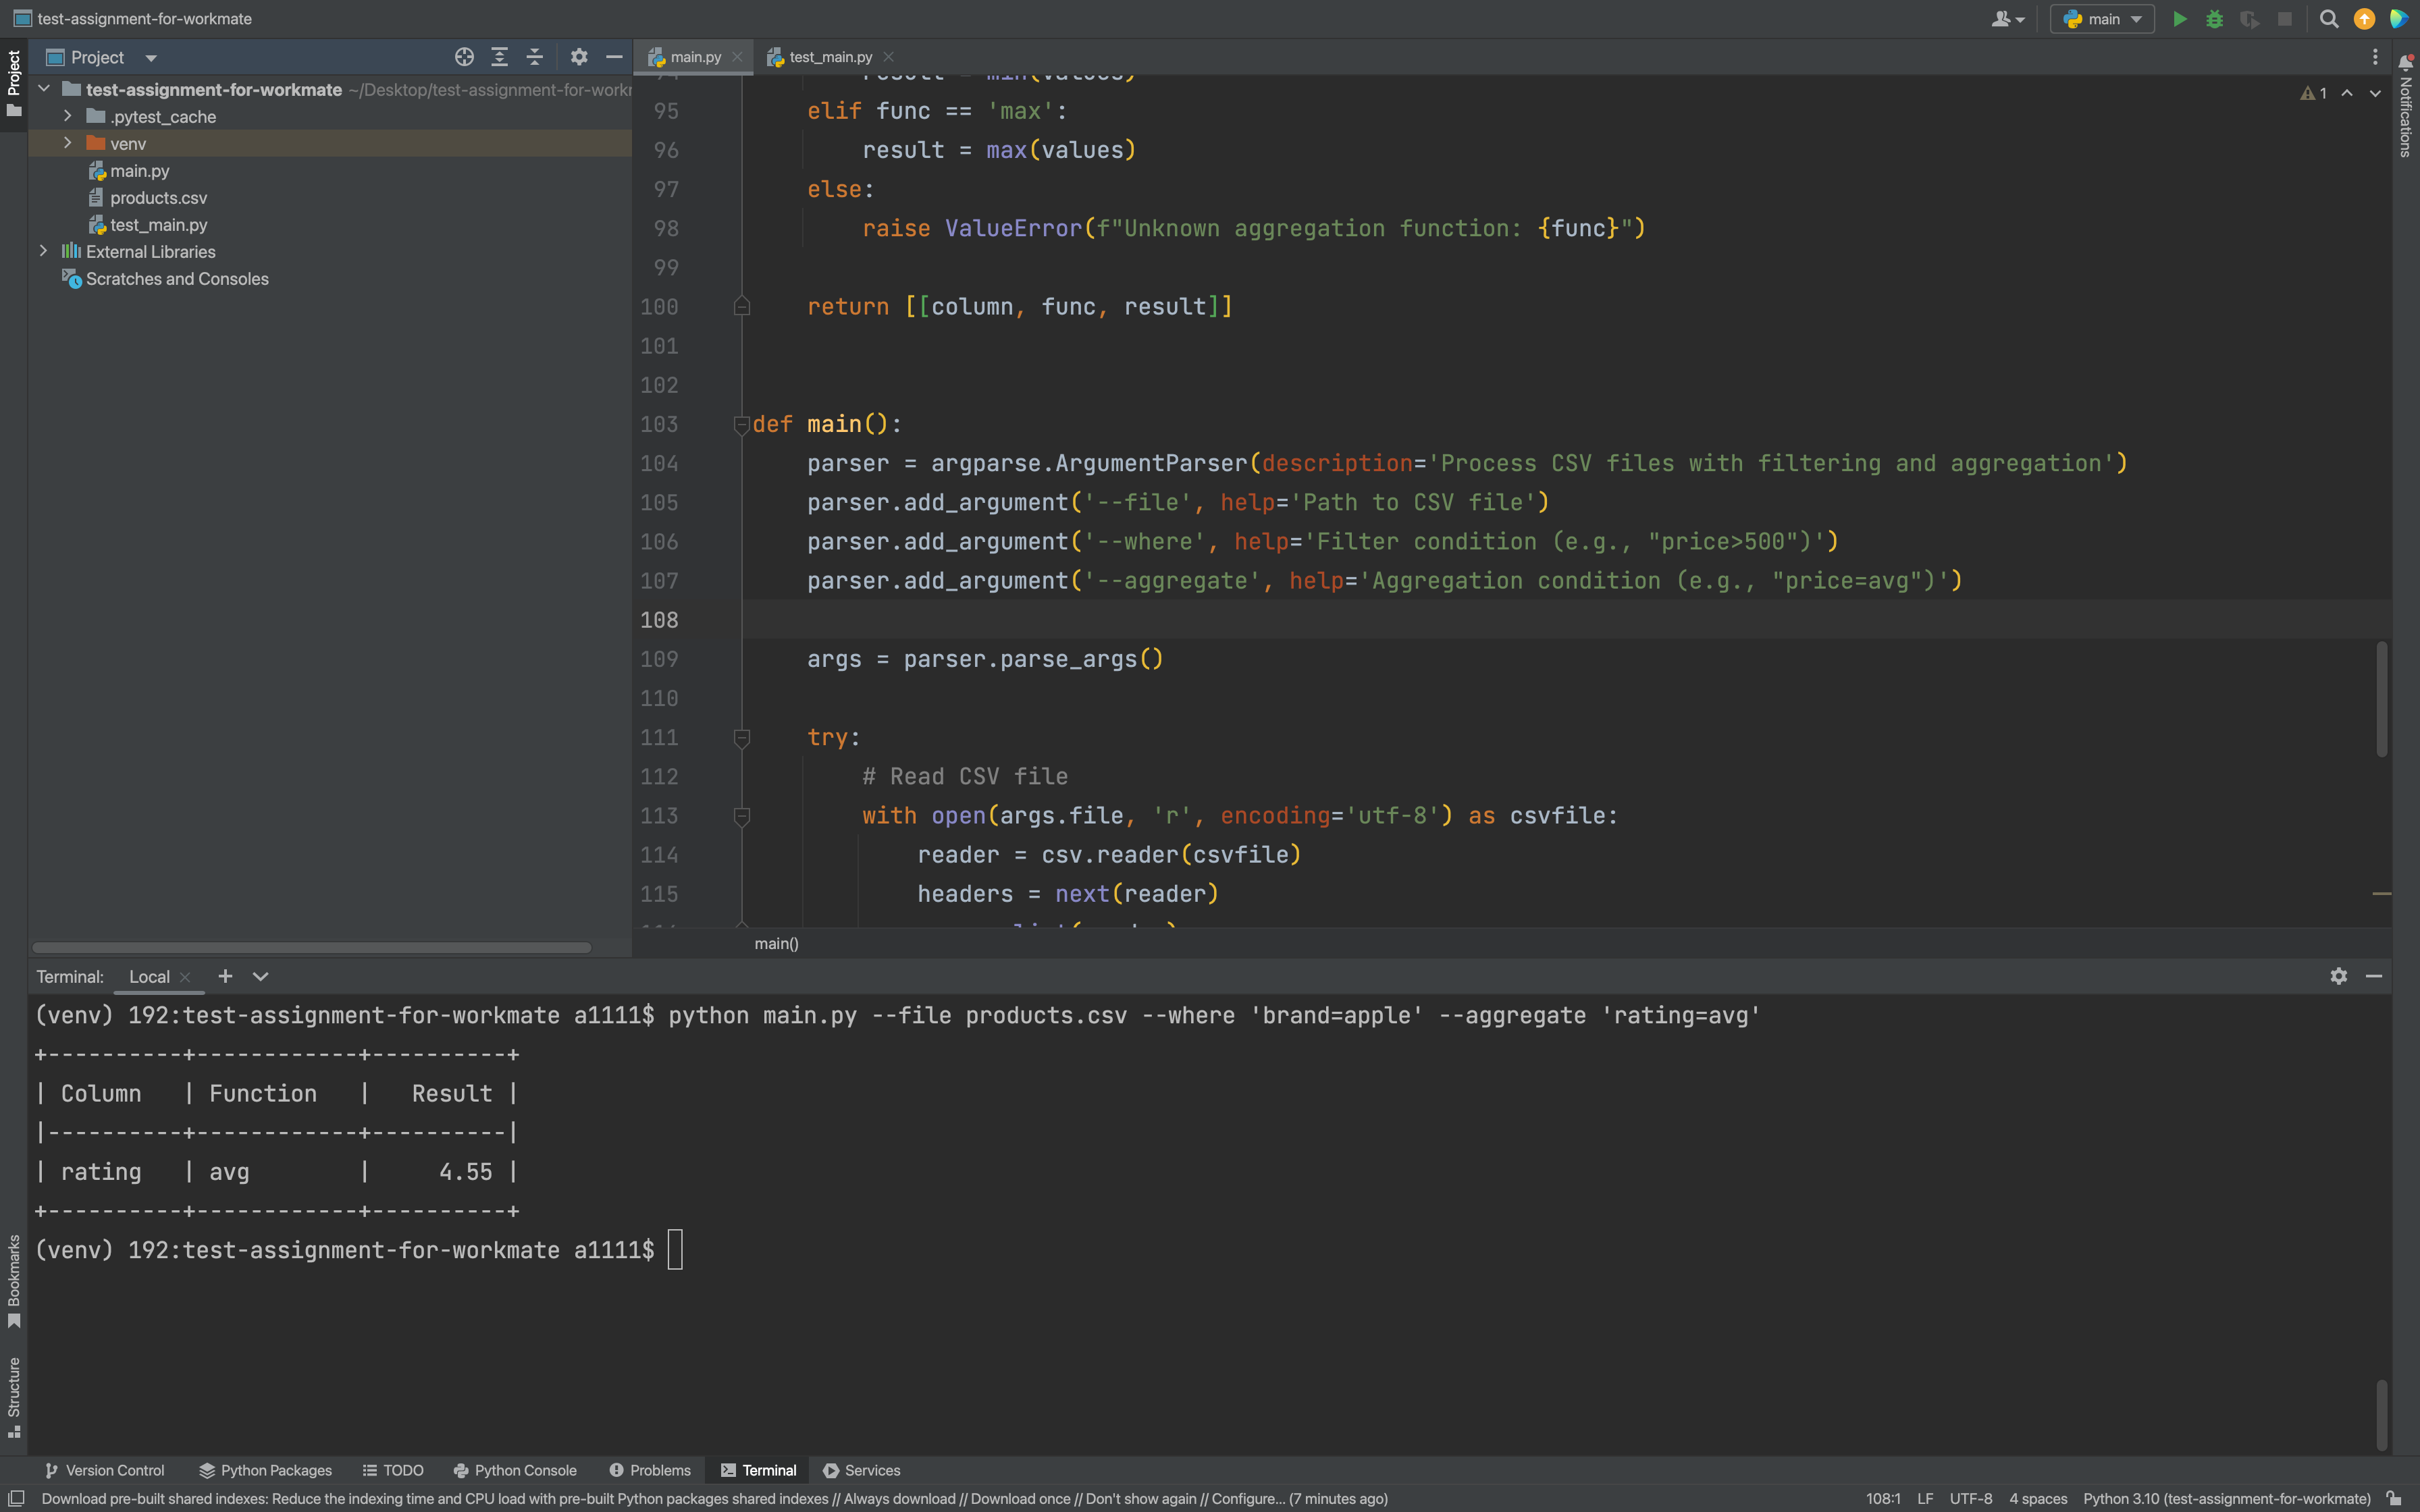 test-assignment-for-workmate
main
Project
Project
main.py
test_main.py
test-assignment-for-workmate ~/Desktop/test-assignment-for-work
.pytest_cache
venv
main.py
products.csv
test_main.py
External Libraries
Scratches and Consoles
1
Notifications
94 result = min(values)
95 elif func == 'max':
96 result = max(values)
97 else:
98 raise ValueError(f"Unknown aggregation function: {func}")
99
100 return [[column, func, result]]
101
102
103 def main():
104 parser = argparse.ArgumentParser(description='Process CSV files with filtering and aggregation')
105 parser.add_argument('--file', help='Path to CSV file')
106 parser.add_argument('--where', help='Filter condition (e.g., "price>500")')
107 parser.add_argument('--aggregate', help='Aggregation condition (e.g., "price=avg")')
108
109 args = parser.parse_args()
110
111 try:
112 # Read CSV file
113 with open(args.file, 'r', encoding='utf-8') as csvfile:
114 reader = csv.reader(csvfile)
115 headers = next(reader)
main()
Terminal: Local
(venv) 192:test-assignment-for-workmate a1111$ python main.py --file products.csv --where 'brand=apple' --aggregate 'rating=avg'
+----------+------------+----------+
| Column   | Function   |   Result |
|----------+------------+----------|
| rating   | avg        |     4.55 |
+----------+------------+----------+
(venv) 192:test-assignment-for-workmate a1111$
Bookmarks
Structure
Version Control
Python Packages
TODO
Python Console
Problems
Terminal
Services
Download pre-built shared indexes: Reduce the indexing time and CPU load with pre-built Python packages shared indexes // Always download // Download once // Don't show again // Configure... (7 minutes ago)
108:1 LF UTF-8 4 spaces Python 3.10 (test-assignment-for-workmate)